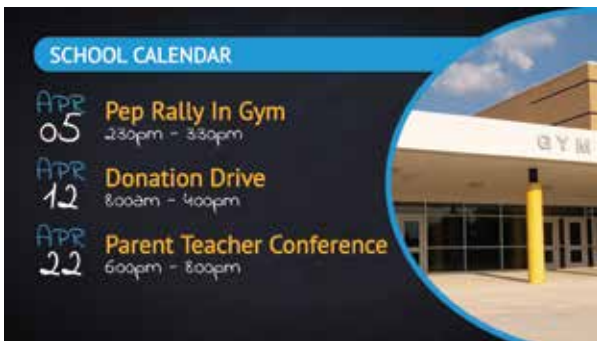 SCHOOL CALENDAR
APR
05
Pep Rally In Gym
230pm - 330pm
APR
12
Donation Drive
800am - 400pm
APR
22
Parent Teacher Conference
600pm - 800pm
GYM